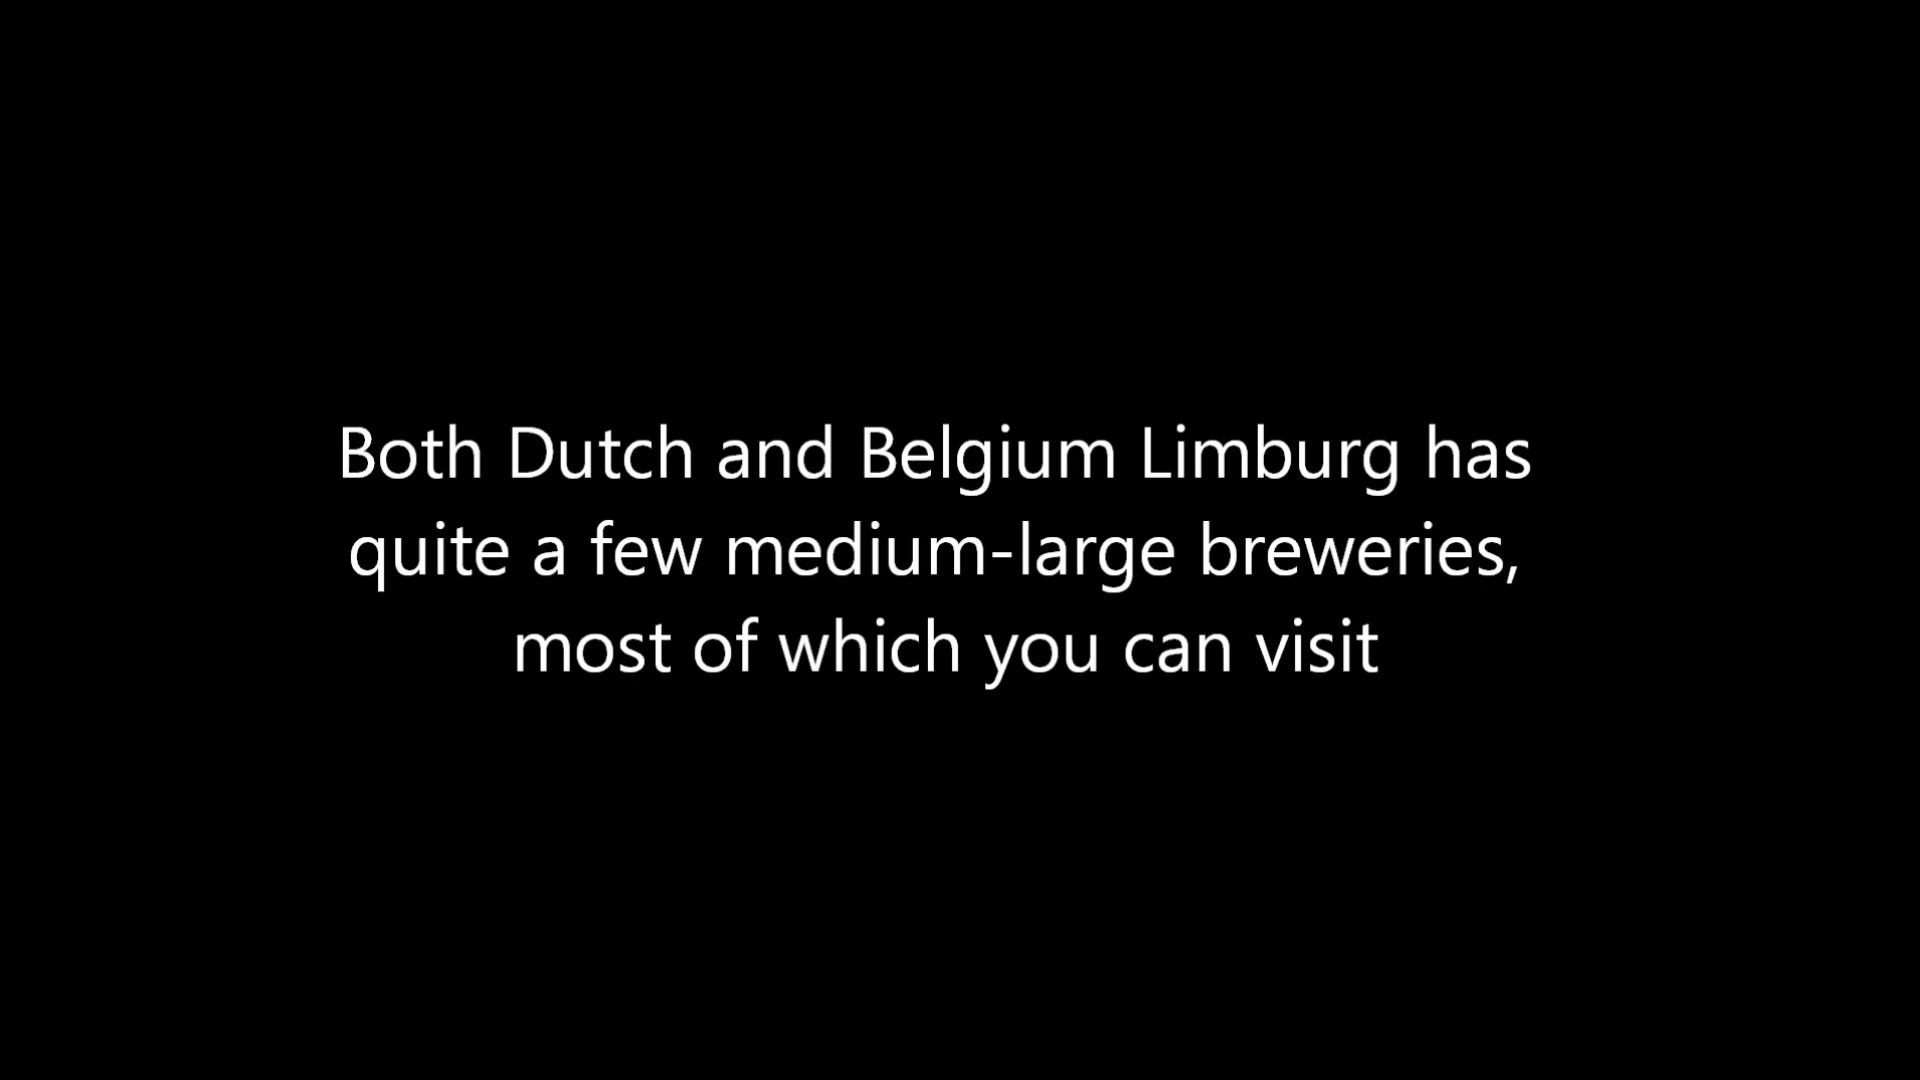 Both Dutch and Belgium Limburg has
quite a few medium-large breweries,
most of which you can visit